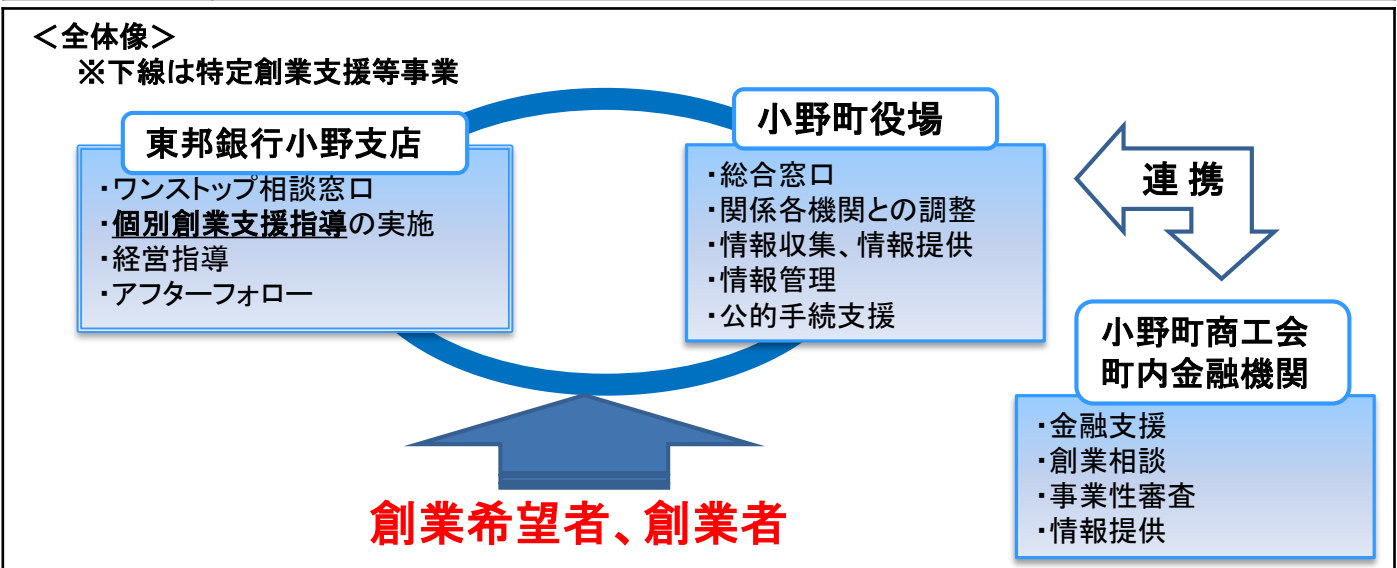 ＜全体像＞
※下線は特定創業支援等事業
東邦銀行小野支店
・ワンストップ相談窓口
・個別創業支援指導の実施
・経営指導
・アフターフォロー
小野町役場
・総合窓口
・関係各機関との調整
・情報収集、情報提供
・情報管理
・公的手続支援
連携
小野町商工会
町内金融機関
・金融支援
・創業相談
・事業性審査
・情報提供
創業希望者、創業者